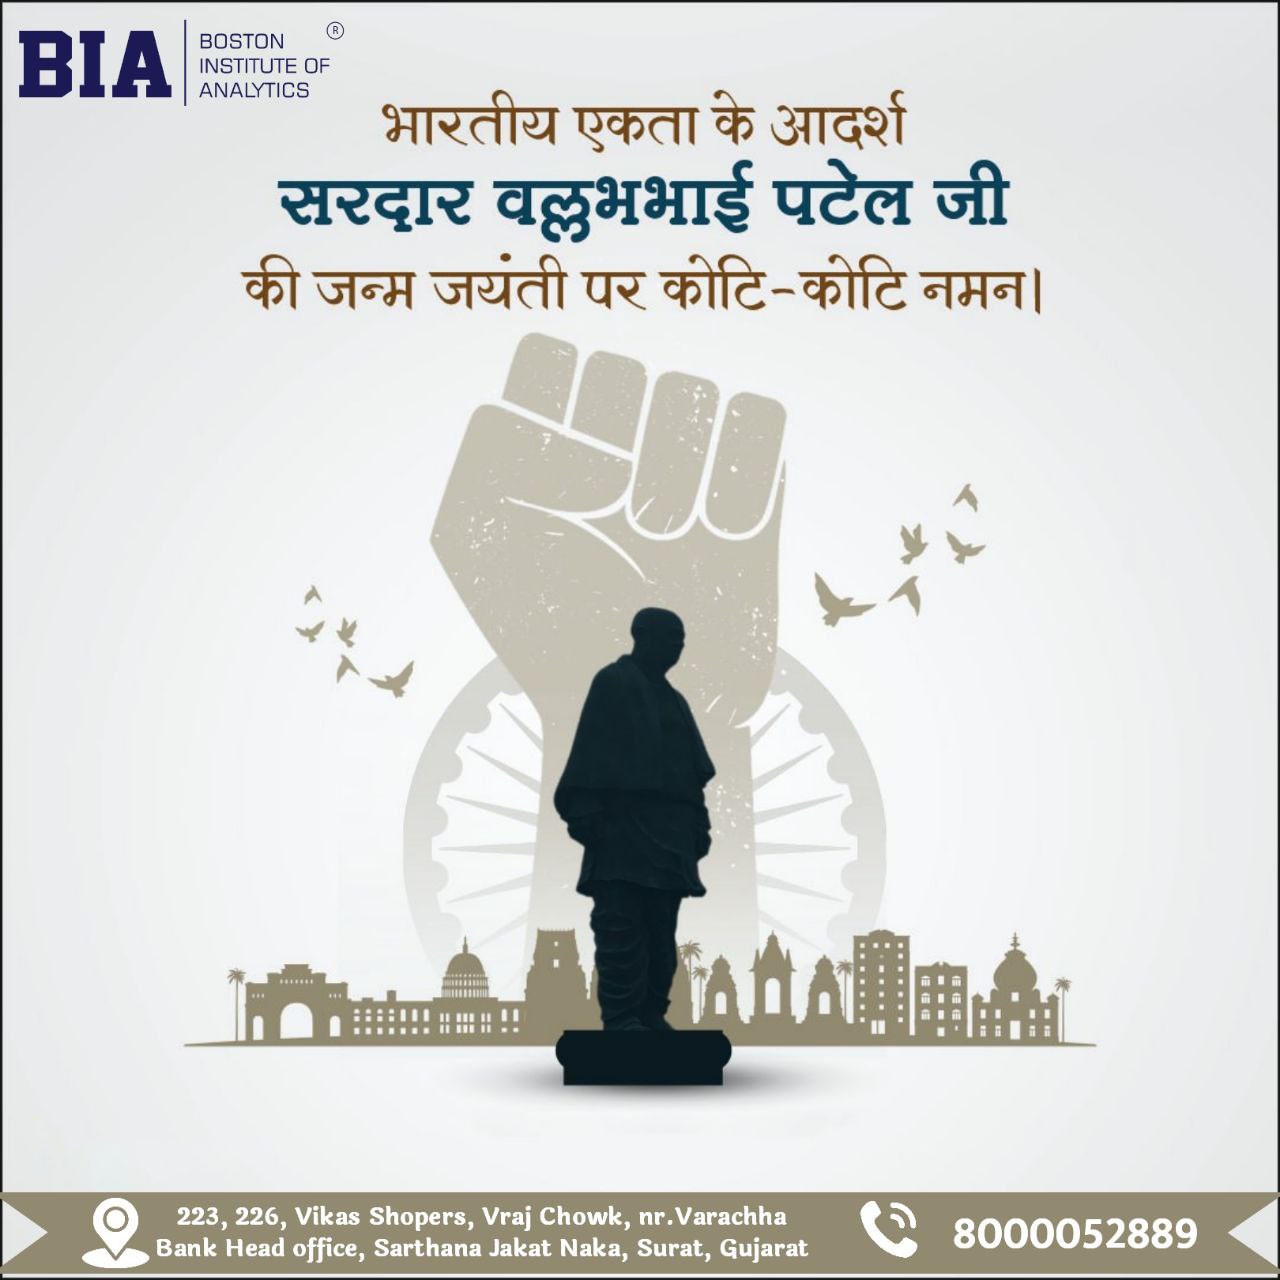 BIA
BOSTON
INSTITUTE OF
ANALYTICS
®
भारतीय एकता के आदर्श
सरदार वल्लभभाई पटेल जी
की जन्म जयंती पर कोटि-कोटि नमन।
223, 226, Vikas Shopers, Vraj Chowk, nr.Varachha
Bank Head office, Sarthana Jakat Naka, Surat, Gujarat
8000052889